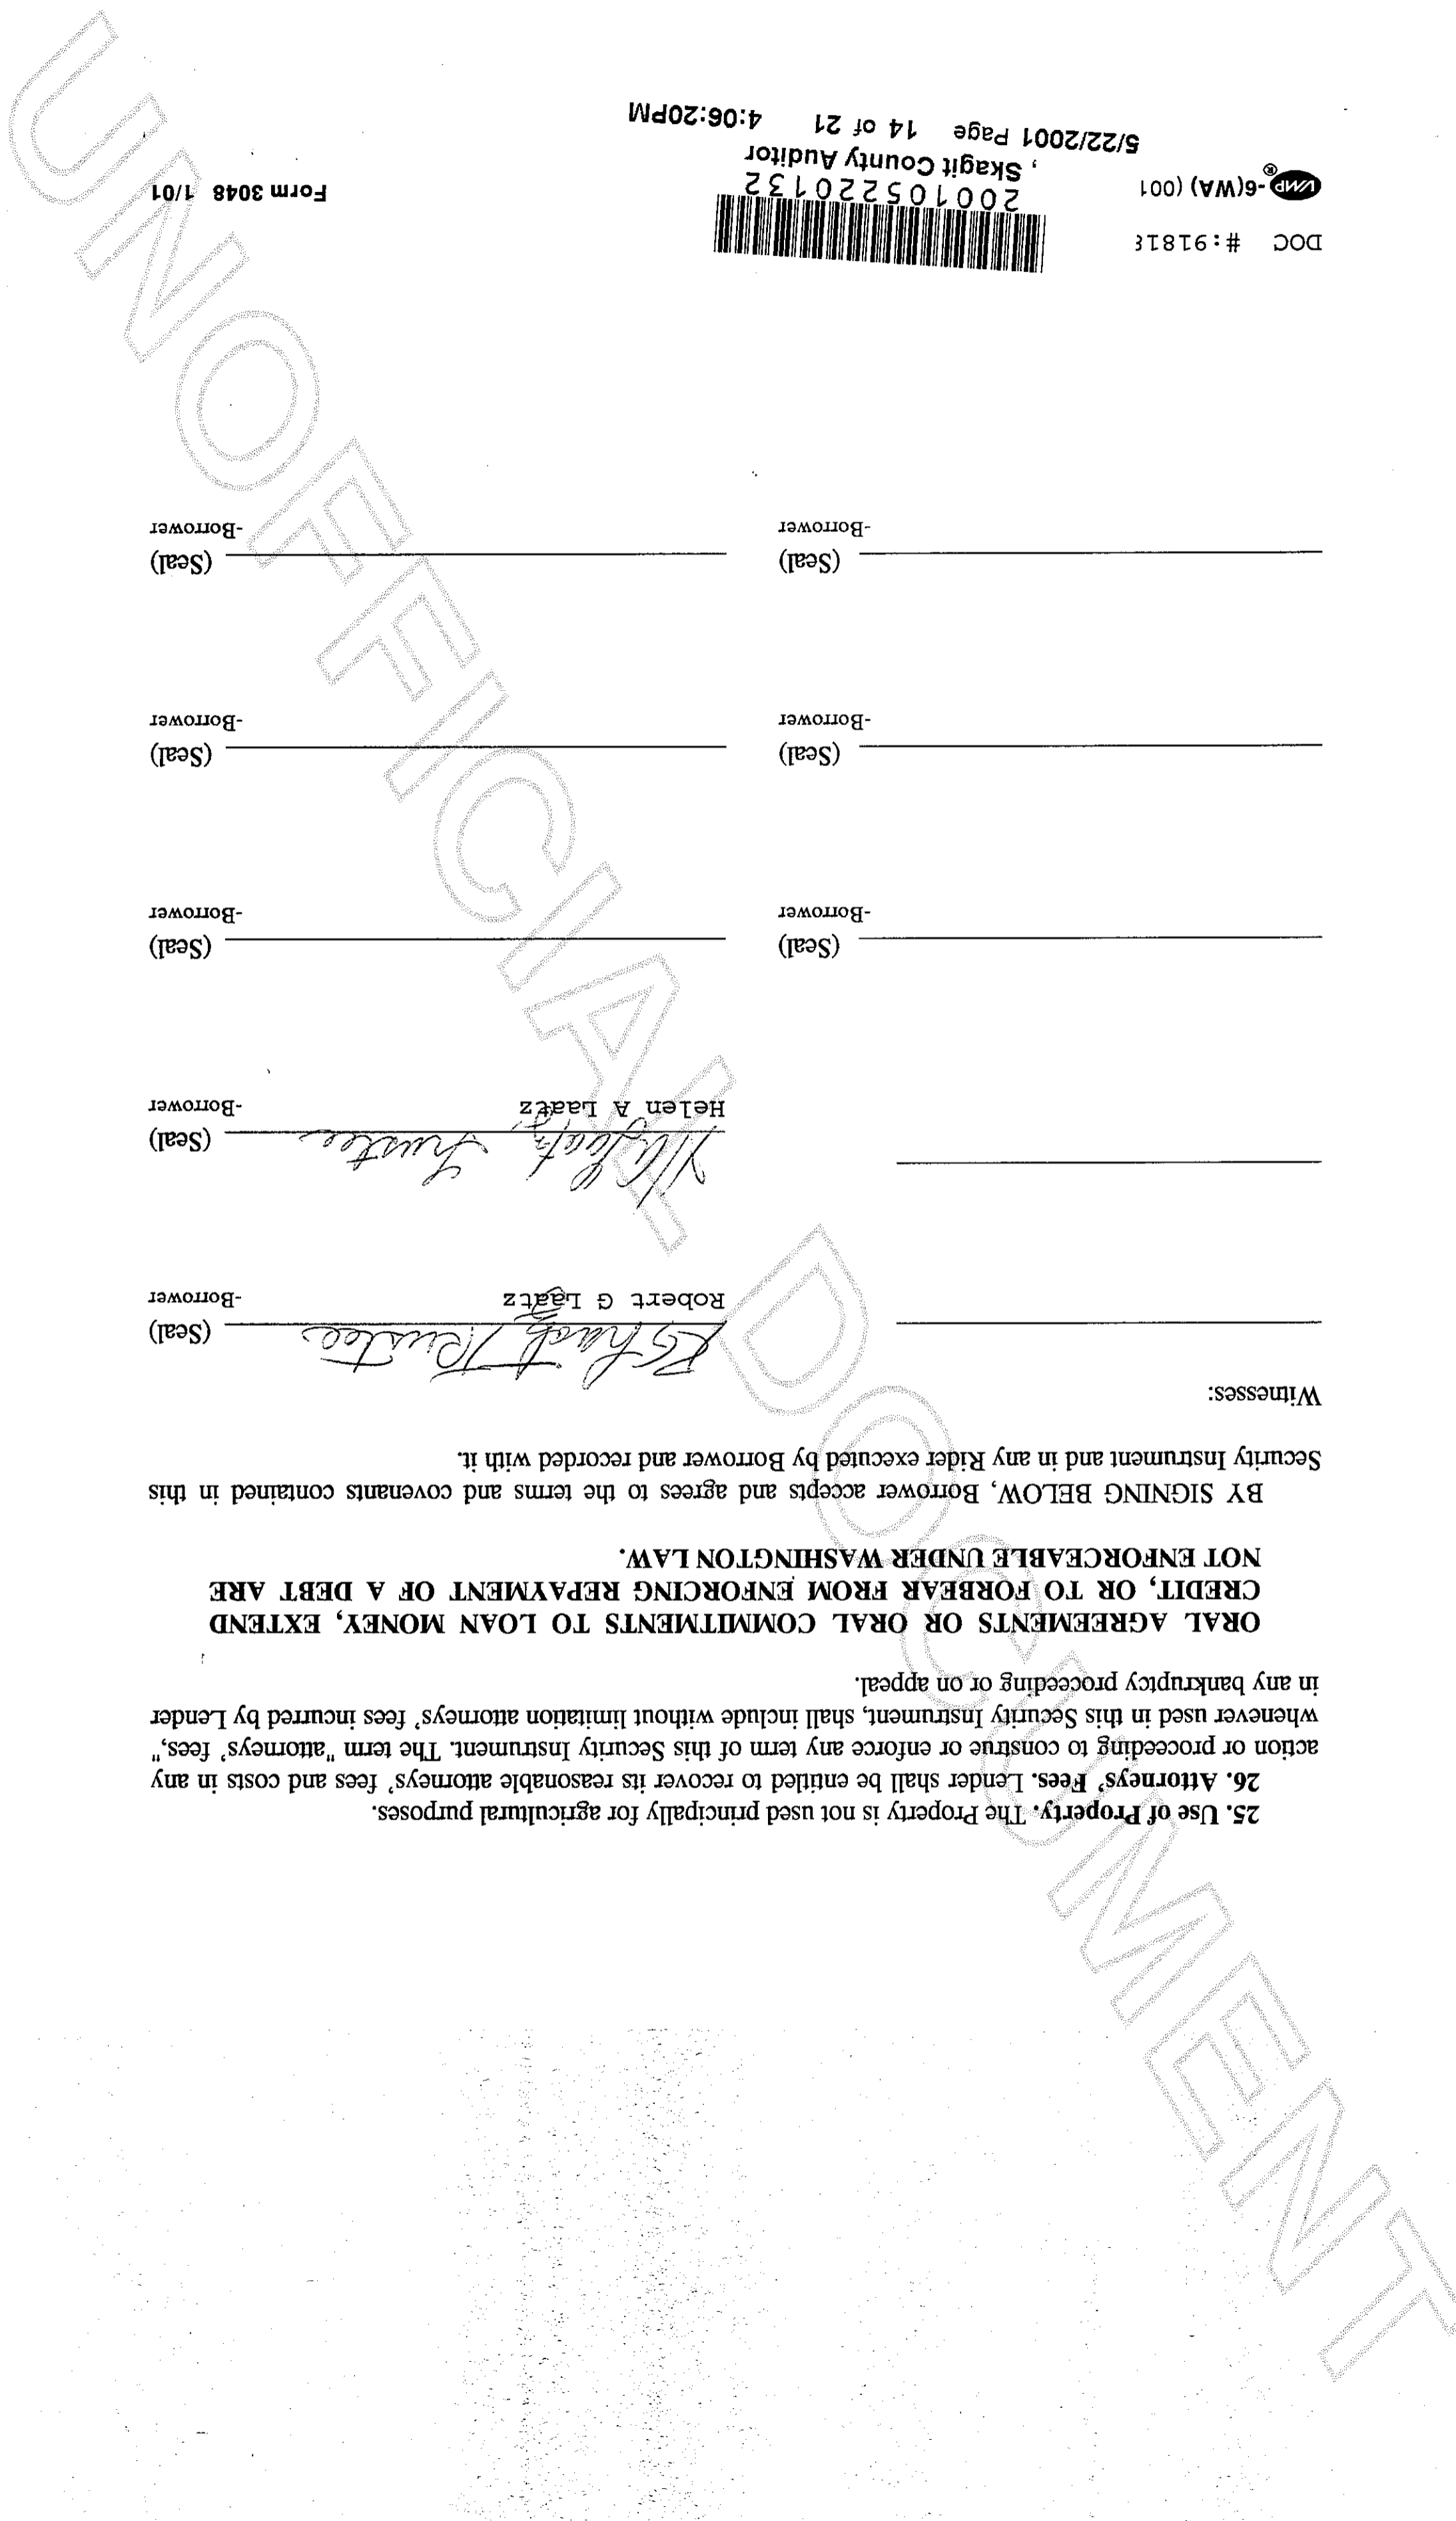 25. Use of Property. The Property is not used principally for agricultural purposes.
26. Attorneys' Fees. Lender shall be entitled to recover its reasonable attorneys' fees and costs in any
action or proceeding to construe or enforce any term of this Security Instrument. The term "attorneys' fees,"
whenever used in this Security Instrument, shall include without limitation attorneys' fees incurred by Lender
in any bankruptcy proceeding or on appeal.
ORAL AGREEMENTS OR ORAL COMMITMENTS TO LOAN MONEY, EXTEND
CREDIT, OR TO FORBEAR FROM ENFORCING REPAYMENT OF A DEBT ARE
NOT ENFORCEABLE UNDER WASHINGTON LAW.
BY SIGNING BELOW, Borrower accepts and agrees to the terms and covenants contained in this
Security Instrument and in any Rider executed by Borrower and recorded with it.
Witnesses:
Trustee (Seal)
Robert G Laatz -Borrower
Trustee (Seal)
Helen A Laatz -Borrower
(Seal) (Seal)
-Borrower -Borrower
(Seal) (Seal)
-Borrower -Borrower
(Seal) (Seal)
-Borrower -Borrower
DOC #:91818
VMP®-6(WA) (001
200105220132
, Skagit County Auditor
5/22/2001 Page 14 of 21 4:06:20PM
Form 3048 1/01
UNOFFICIAL DOCUMENT